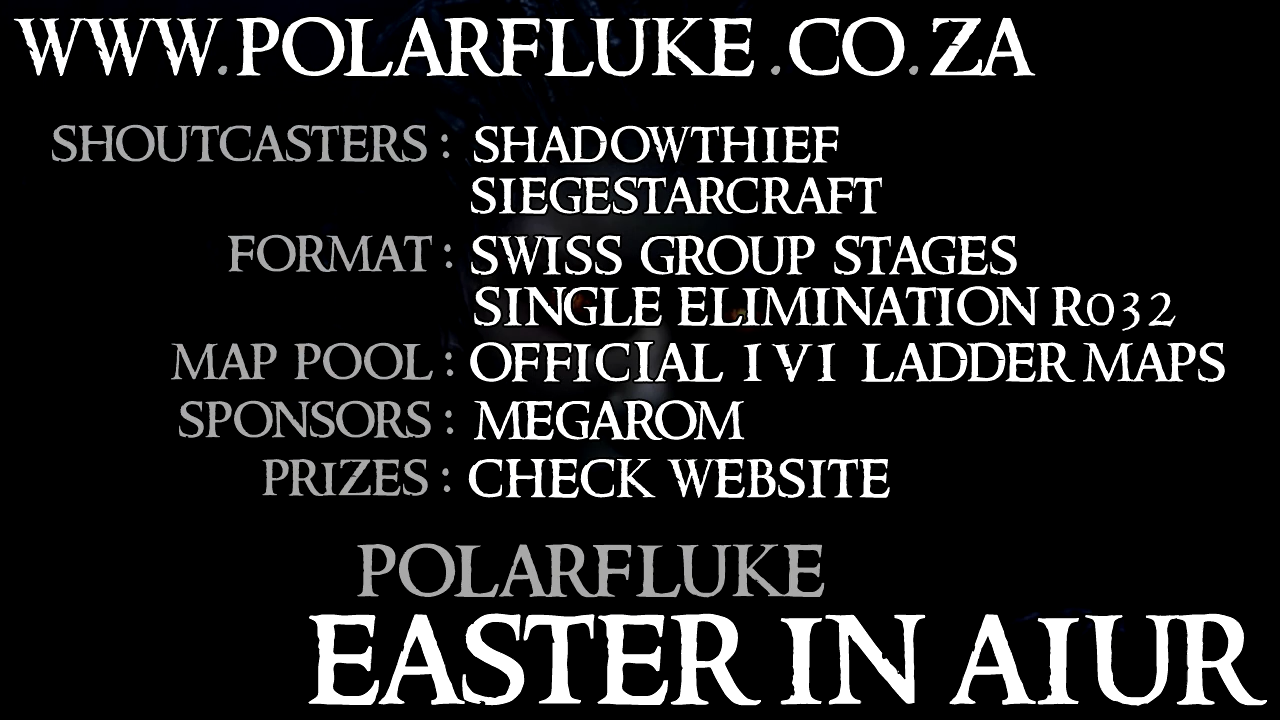 WWW.POLARFLUKE.CO.ZA
SHOUTCASTERS : SHADOWTHIEF
SIEGESTARCRAFT
FORMAT : SWISS GROUP STAGES
SINGLE ELIMINATION RO32
MAP POOL : OFFICIAL 1V1 LADDER MAPS
SPONSORS : MEGAROM
PRIZES : CHECK WEBSITE
POLARFLUKE
EASTER IN AIUR